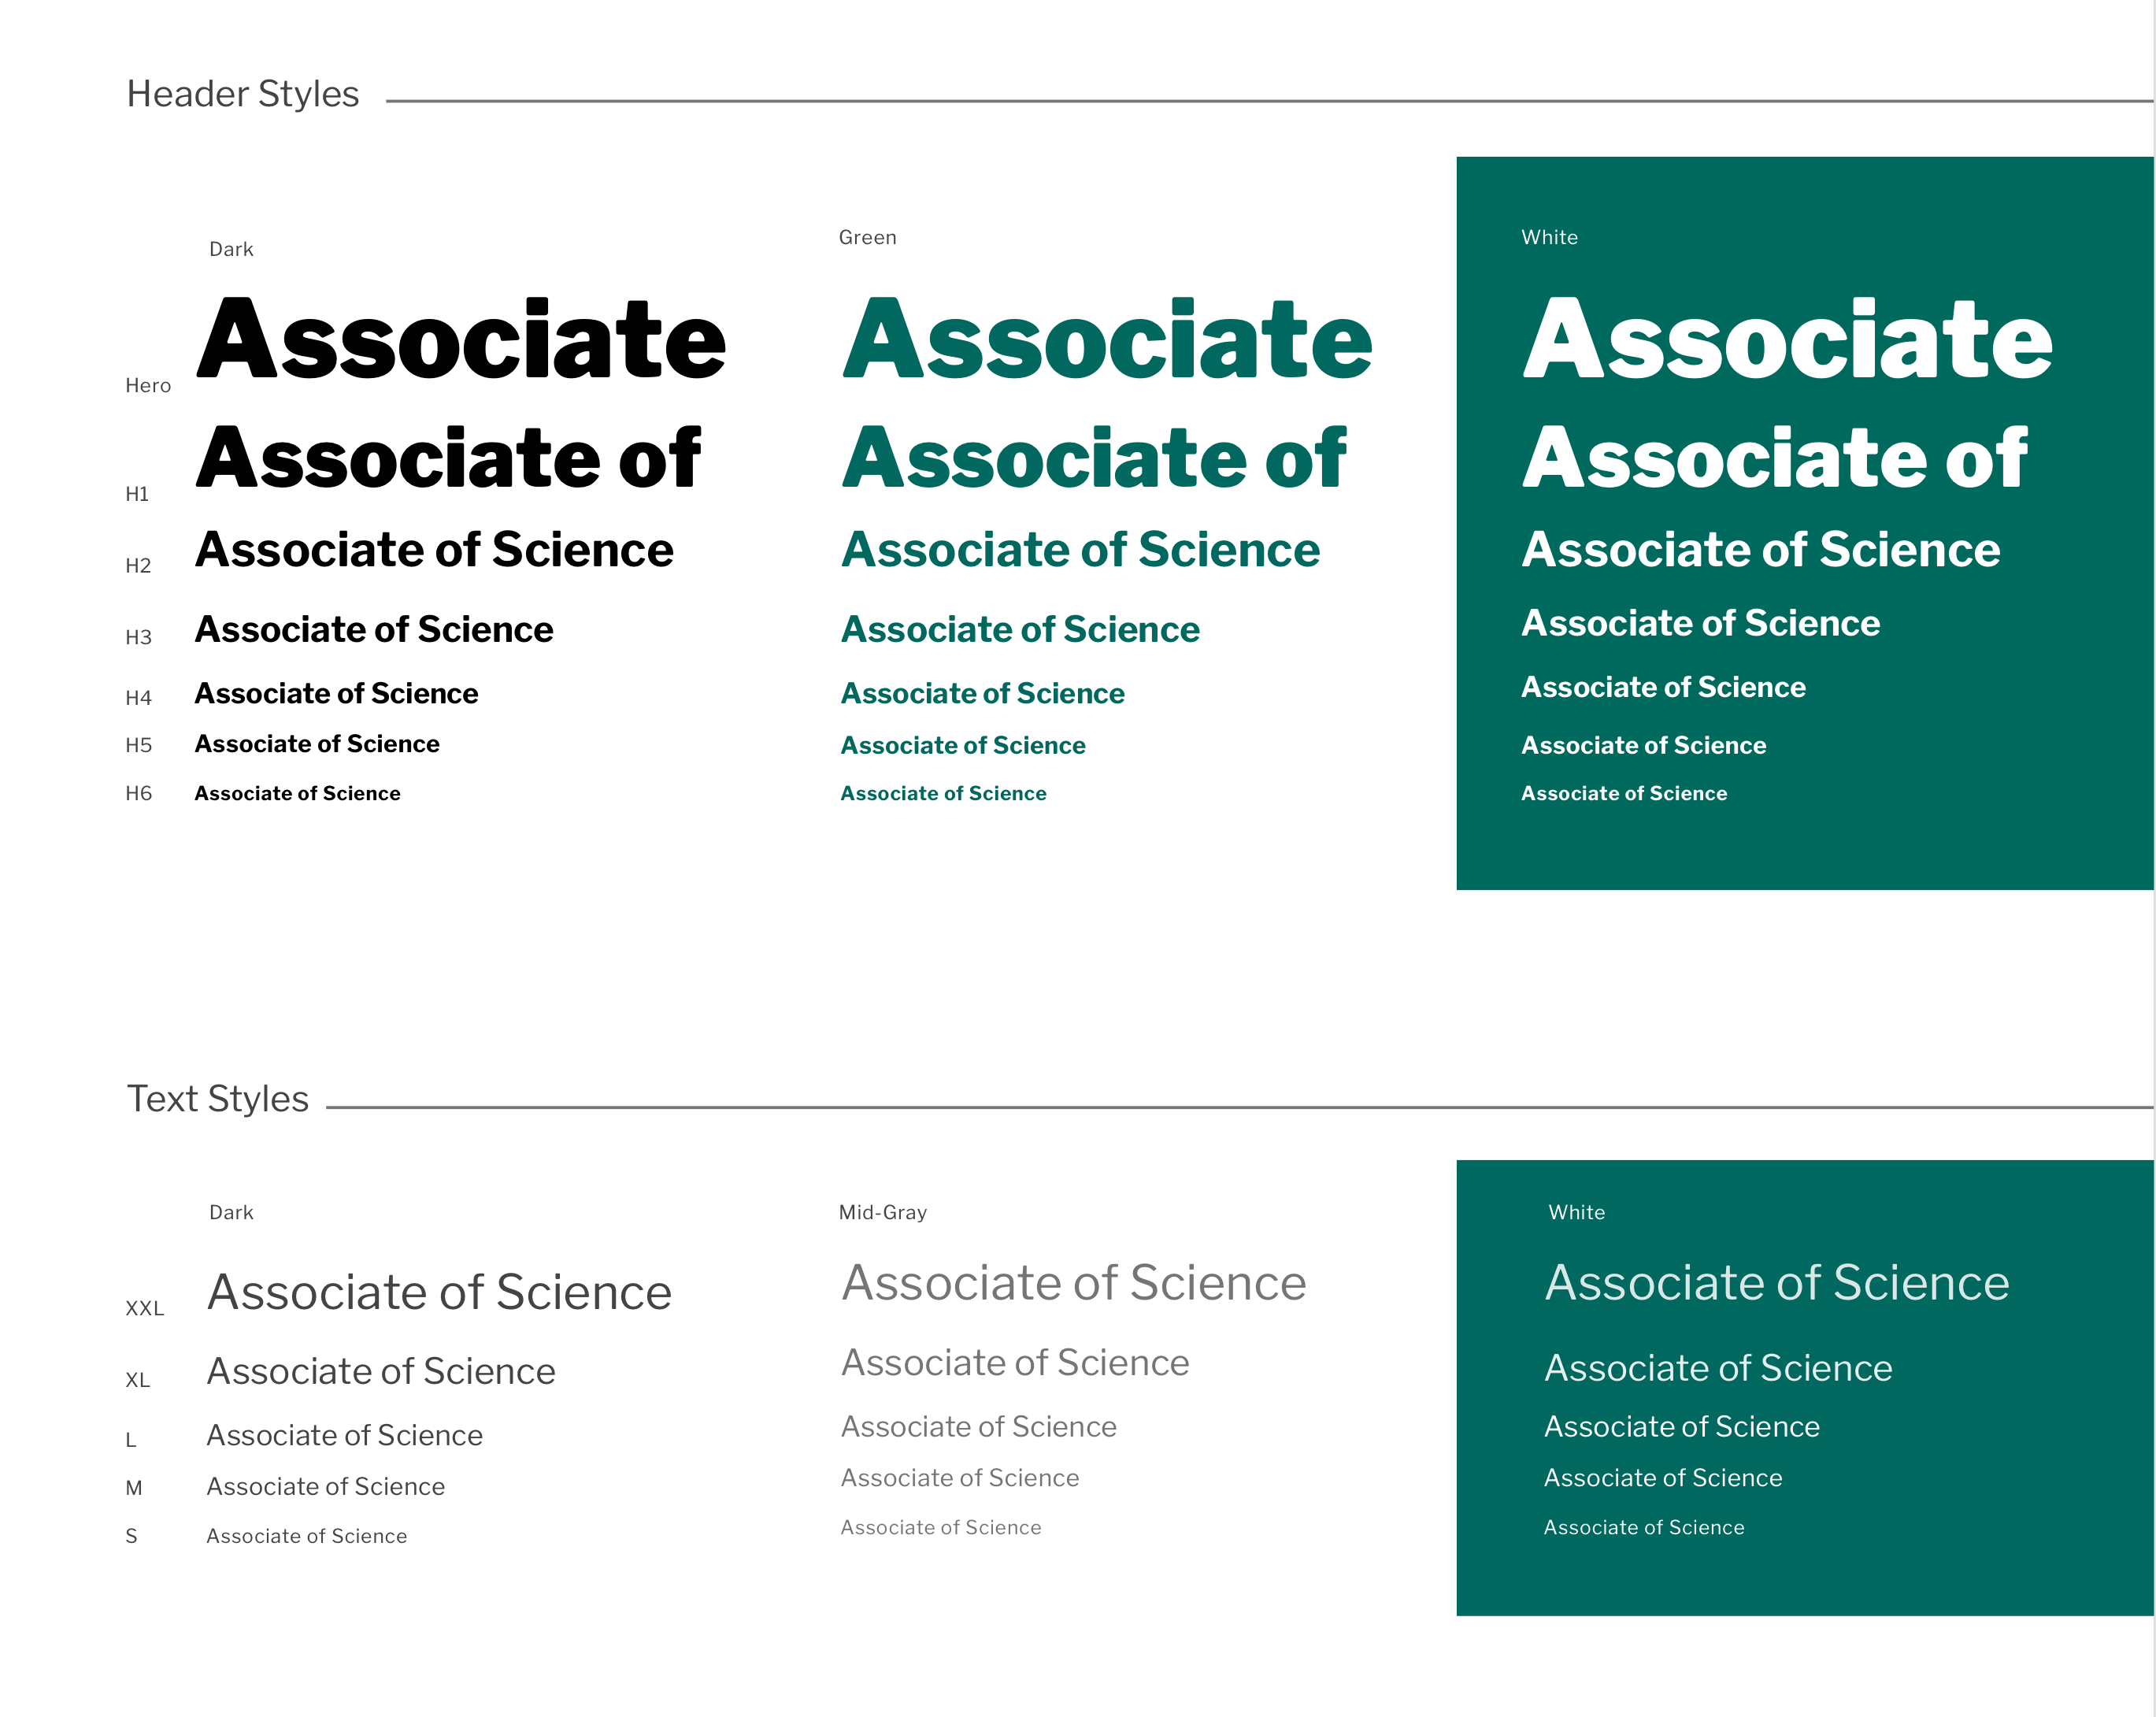 Header Styles
Dark
Green
White
Hero
Associate
Associate
Associate
H1
Associate of
Associate of
Associate of
H2
Associate of Science
Associate of Science
Associate of Science
H3
Associate of Science
Associate of Science
Associate of Science
H4
Associate of Science
Associate of Science
Associate of Science
H5
Associate of Science
Associate of Science
Associate of Science
H6
Associate of Science
Associate of Science
Associate of Science
Text Styles
Dark
Mid-Gray
White
XXL
Associate of Science
Associate of Science
Associate of Science
XL
Associate of Science
Associate of Science
Associate of Science
L
Associate of Science
Associate of Science
Associate of Science
M
Associate of Science
Associate of Science
Associate of Science
S
Associate of Science
Associate of Science
Associate of Science